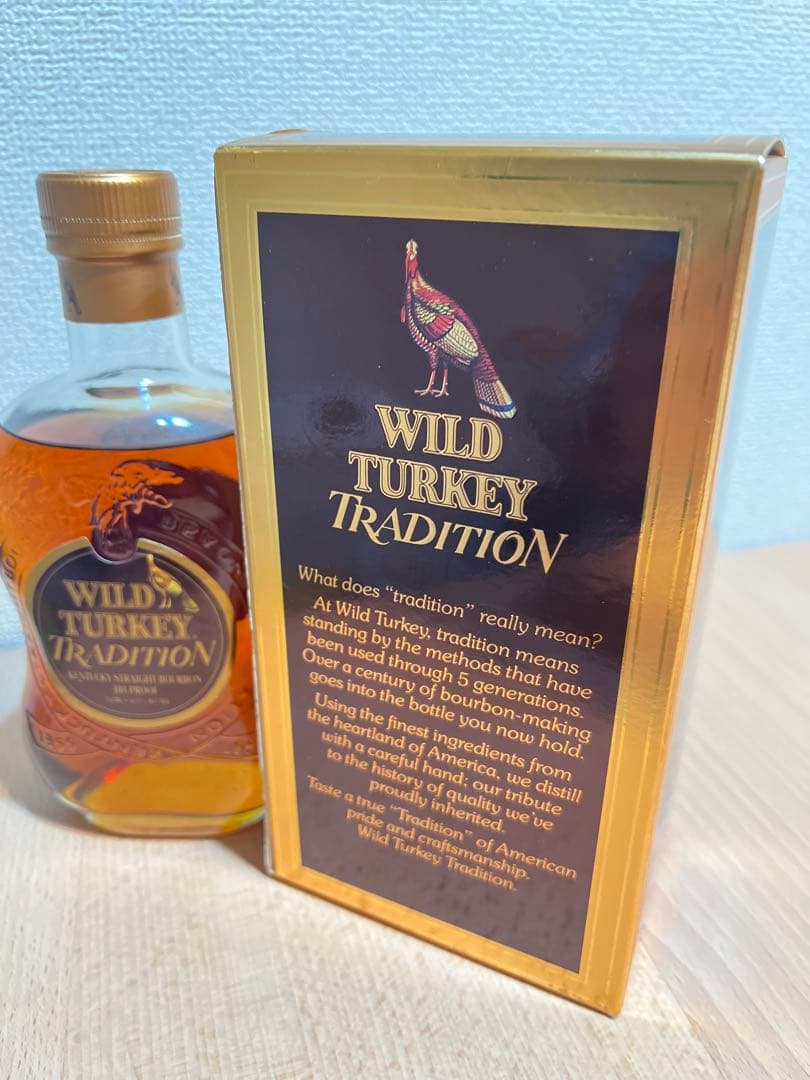 WILD
TURKEY
TRADITION
KENTUCKY STRAIGHT BOURBON
101 PROOF
WILD
TURKEY
TRADITION
What does “tradition” really mean?
At Wild Turkey, tradition means
standing by the methods that have
been used through 5 generations.
Over a century of bourbon-making
goes into the bottle you now hold.
Using the finest ingredients from
the heartland of America, we distill
with a careful hand; our tribute
to the history of quality we’ve
proudly inherited.
Taste a true “Tradition” of American
pride and craftsmanship.
Wild Turkey Tradition.